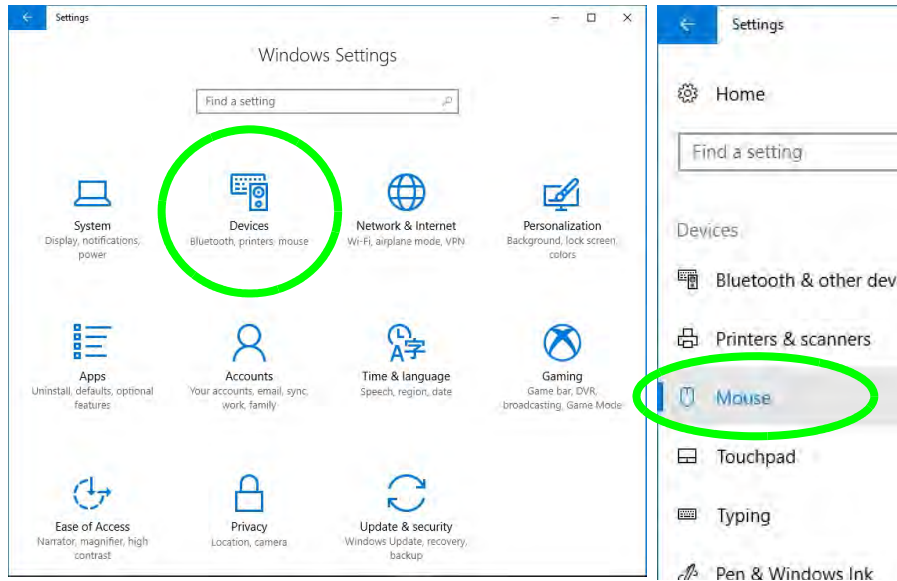 Settings
Windows Settings
Find a setting
System
Display, notifications,
power
Devices
Bluetooth, printers, mouse
Network & Internet
Wi-Fi, airplane mode, VPN
Personalization
Background, lock screen,
colors
Apps
Uninstall, defaults, optional
features
Accounts
Your accounts, email, sync,
work, family
Time & language
Speech, region, date
Gaming
Game bar, DVR,
broadcasting, Game Mode
Ease of Access
Narrator, magnifier, high
contrast
Privacy
Location, camera
Update & security
Windows Update, recovery,
backup
Settings
Home
Find a setting
Devices
Bluetooth & other dev
Printers & scanners
Mouse
Touchpad
Typing
Pen & Windows Ink